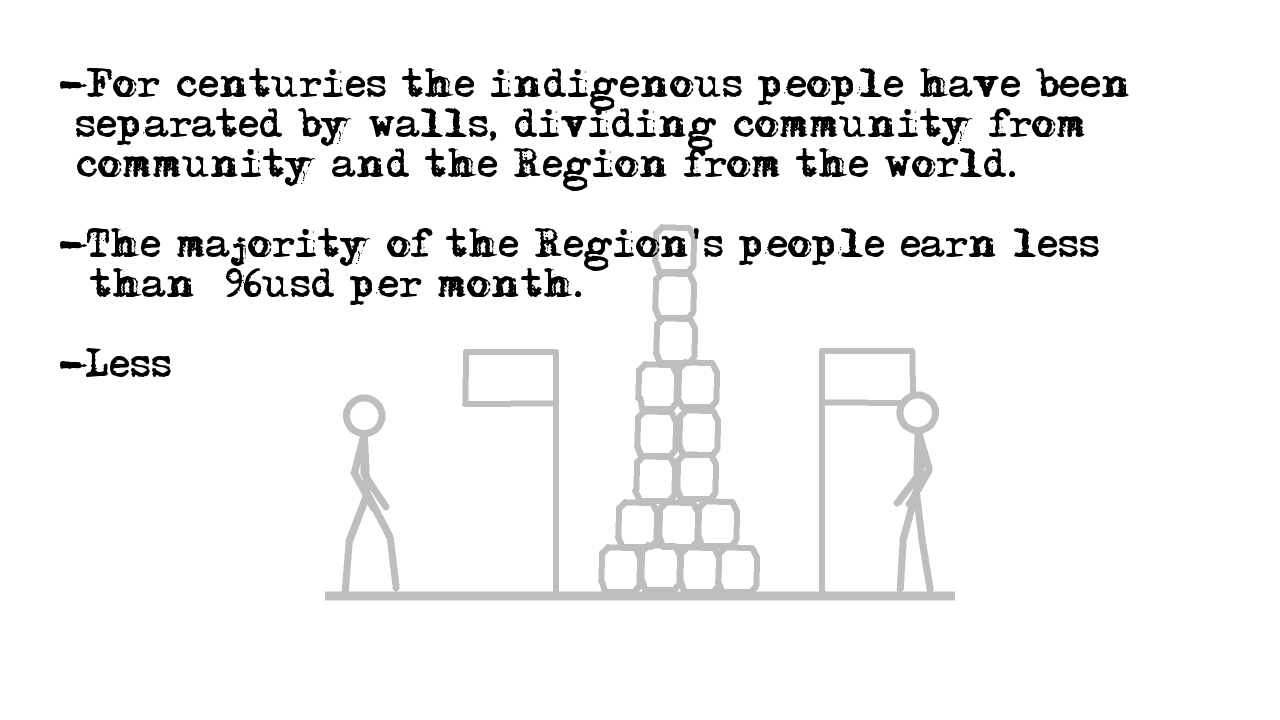 -For centuries the indigenous people have been
separated by walls, dividing community from
community and the Region from the world.
-The majority of the Region's people earn less
than 96usd per month.
-Less